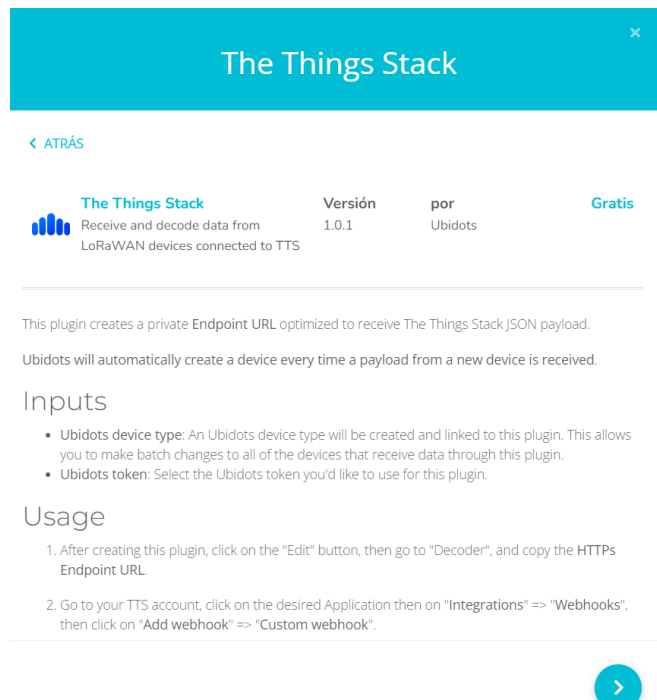 ×
The Things Stack
ATRÁS
The Things Stack Versión por Gratis
Receive and decode data from 1.0.1 Ubidots
LoRaWAN devices connected to TTS
This plugin creates a private Endpoint URL optimized to receive The Things Stack JSON payload.
Ubidots will automatically create a device every time a payload from a new device is received.
Inputs
• Ubidots device type: An Ubidots device type will be created and linked to this plugin. This allows
you to make batch changes to all of the devices that receive data through this plugin.
• Ubidots token: Select the Ubidots token you'd like to use for this plugin.
Usage
1. After creating this plugin, click on the "Edit" button, then go to "Decoder", and copy the HTTPs
Endpoint URL.
2. Go to your TTS account, click on the desired Application then on "Integrations" => "Webhooks",
then click on "Add webhook" => "Custom webhook".